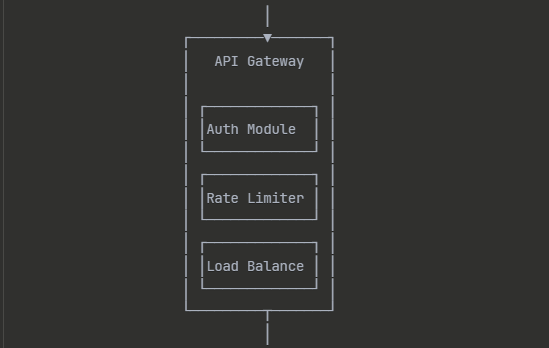 API Gateway
Auth Module
Rate Limiter
Load Balance